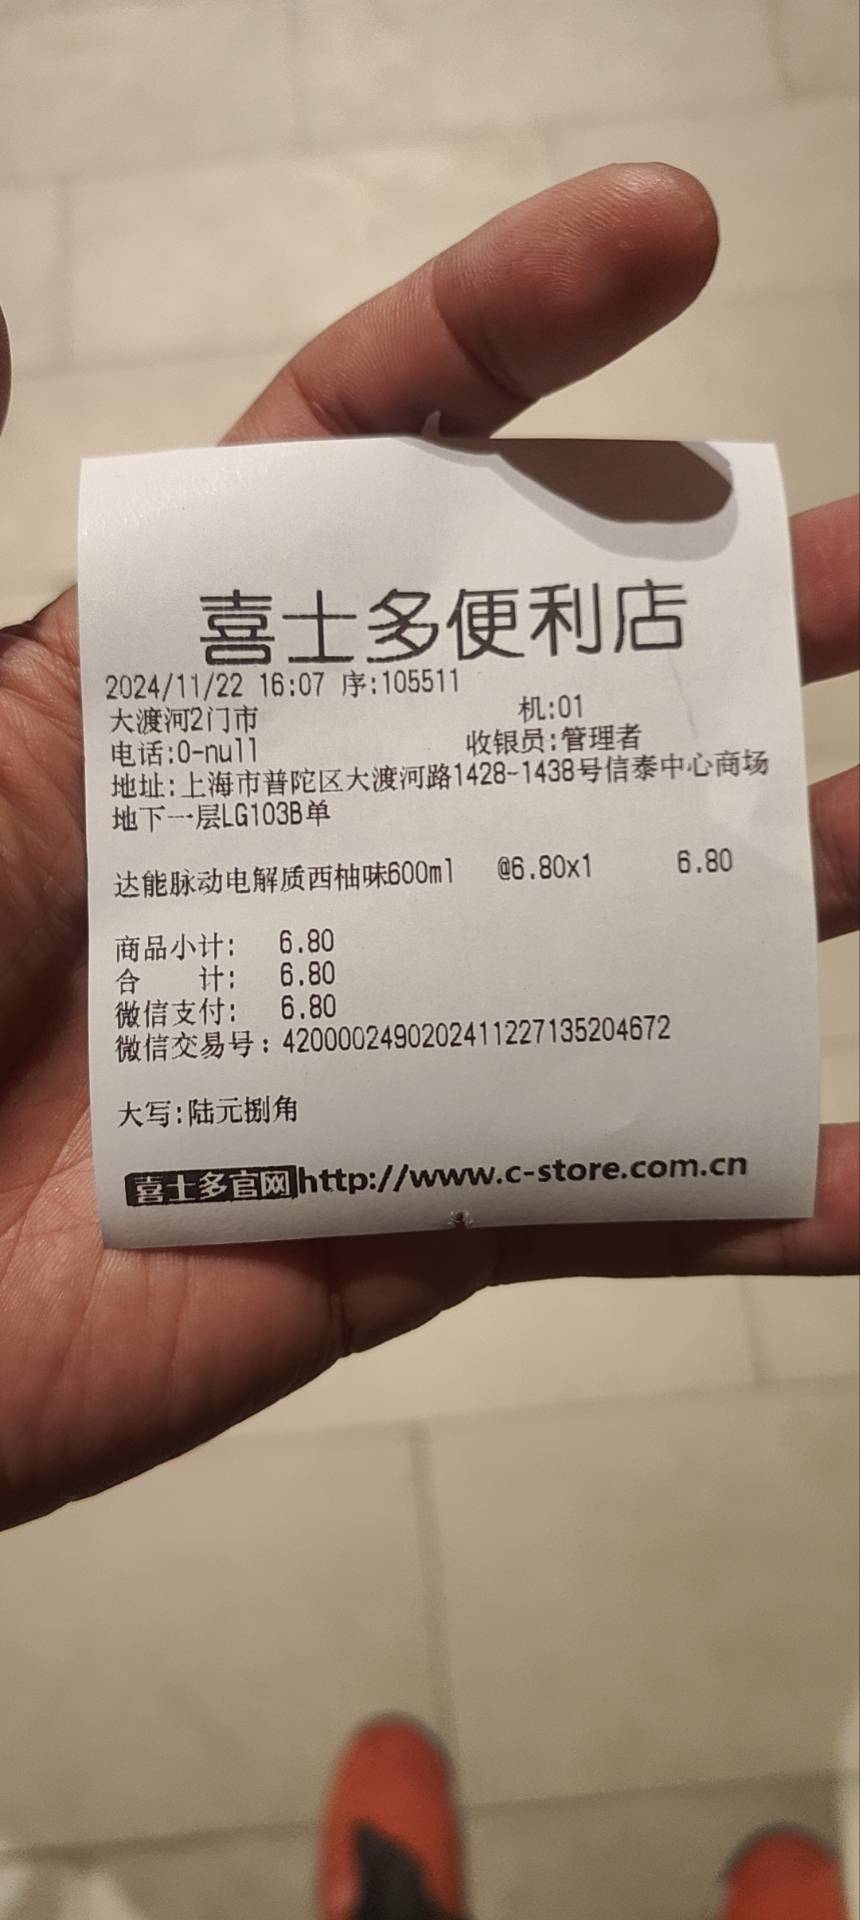 喜士多便利店
2024/11/22 16:07 序:105511
大渡河2门市 机:01
电话:0-null 收银员:管理者
地址:上海市普陀区大渡河路1428-1438号信泰中心商场
地下一层LG103B单
达能脉动电解质西柚味600ml @6.80x1 6.80
商品小计: 6.80
合 计: 6.80
微信支付: 6.80
微信交易号:4200002490202411227135204672
大写:陆元捌角
喜士多官网http://www.c-store.com.cn